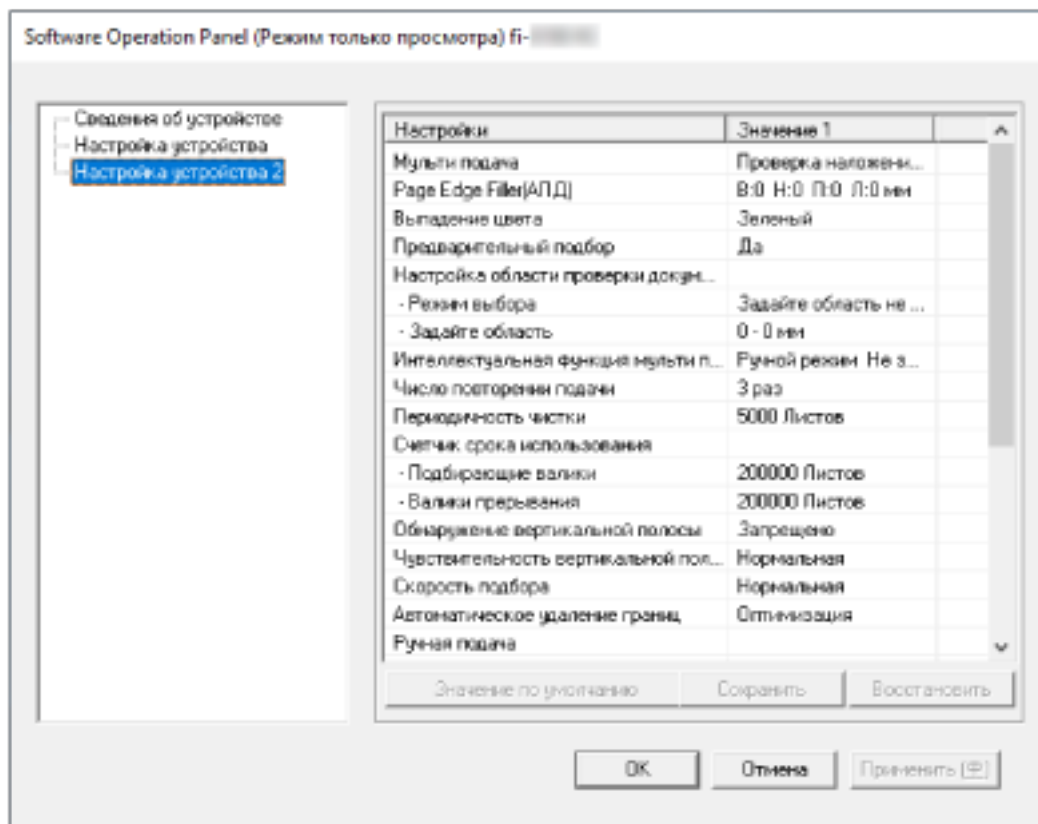 Software Operation Panel (Режим только просмотра) fi-
Сведения об устройстве
Настройка устройства
Настройка устройства 2
Настройки Значение 1
Мульти подача Проверка наложени...
Page Edge Filler(АПД) В:0 Н:0 П:0 Л:0 мм
Выпадение цвета Зеленый
Предварительный подбор Да
Настройка области проверки докум...
- Режим выбора Задайте область не ...
- Задайте область 0 - 0 мм
Интеллектуальная функция мульти п... Ручной режим Не з...
Число повторении подачи 3 раз
Периодичность чистки 5000 Листов
Счетчик срока использования
- Подбирающие валики 200000 Листов
- Валики прерывания 200000 Листов
Обнаружение вертикальной полосы Запрещено
Чувствительность вертикальной пол... Нормальная
Скорость подбора Нормальная
Автоматическое удаление границ Оптимизация
Ручная подача
Значение по умолчанию Сохранить Восстановить
OK Отмена Применить (Ф)